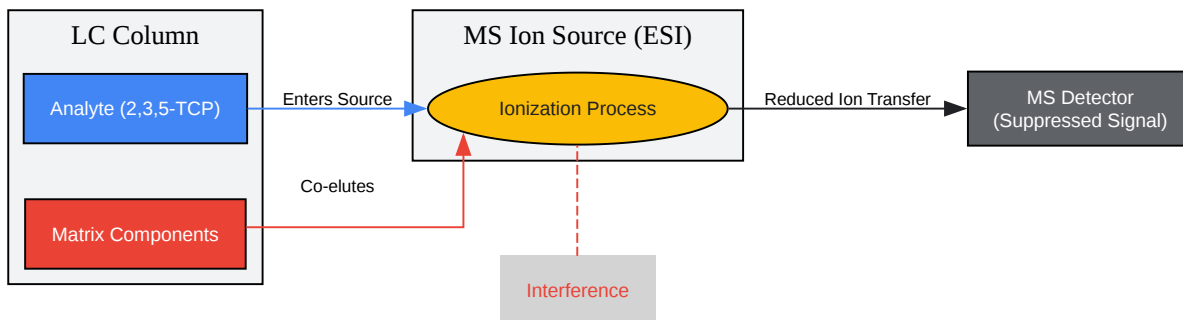 LC Column
MS Ion Source (ESI)
Analyte (2,3,5-TCP)
Enters Source
Ionization Process
Reduced Ion Transfer
MS Detector
(Suppressed Signal)
Co-elutes
Matrix Components
Interference